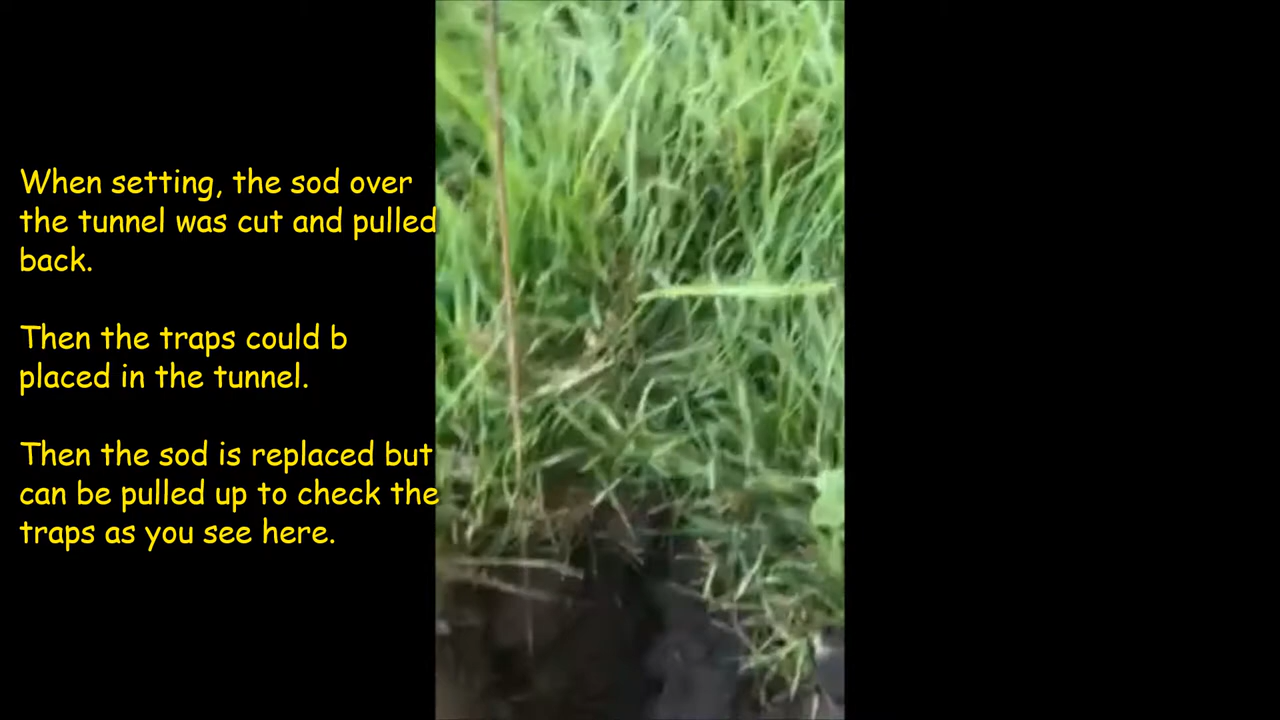 When setting, the sod over
the tunnel was cut and pulled
back.
Then the traps could b
placed in the tunnel.
Then the sod is replaced but
can be pulled up to check the
traps as you see here.